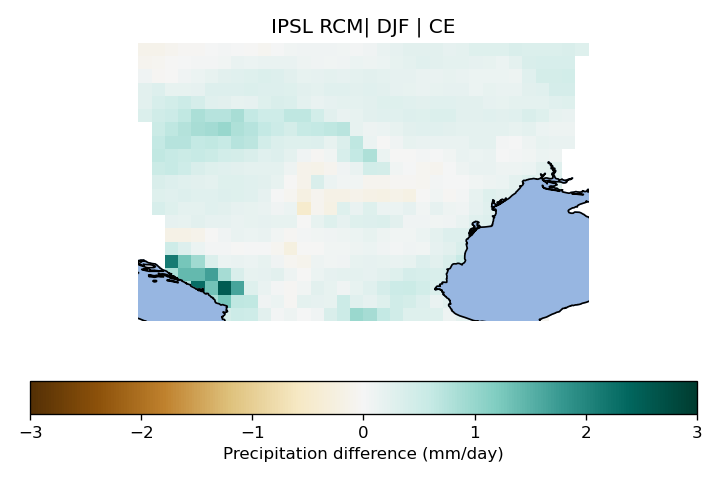 IPSL RCM| DJF | CE
−3 −2 −1 0 1 2 3
Precipitation difference (mm/day)